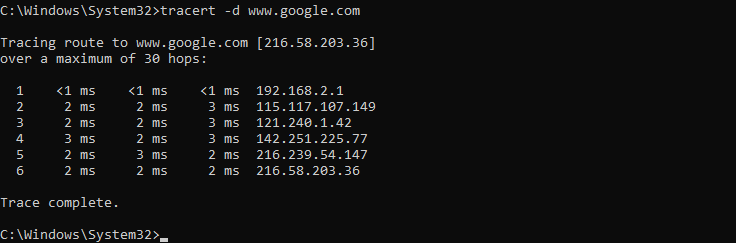 C:\Windows\System32>tracert -d www.google.com
Tracing route to www.google.com [216.58.203.36]
over a maximum of 30 hops:
1 <1 ms <1 ms <1 ms 192.168.2.1
2 2 ms 2 ms 3 ms 115.117.107.149
3 2 ms 2 ms 3 ms 121.240.1.42
4 3 ms 2 ms 3 ms 142.251.225.77
5 2 ms 3 ms 2 ms 216.239.54.147
6 2 ms 2 ms 2 ms 216.58.203.36
Trace complete.
C:\Windows\System32>